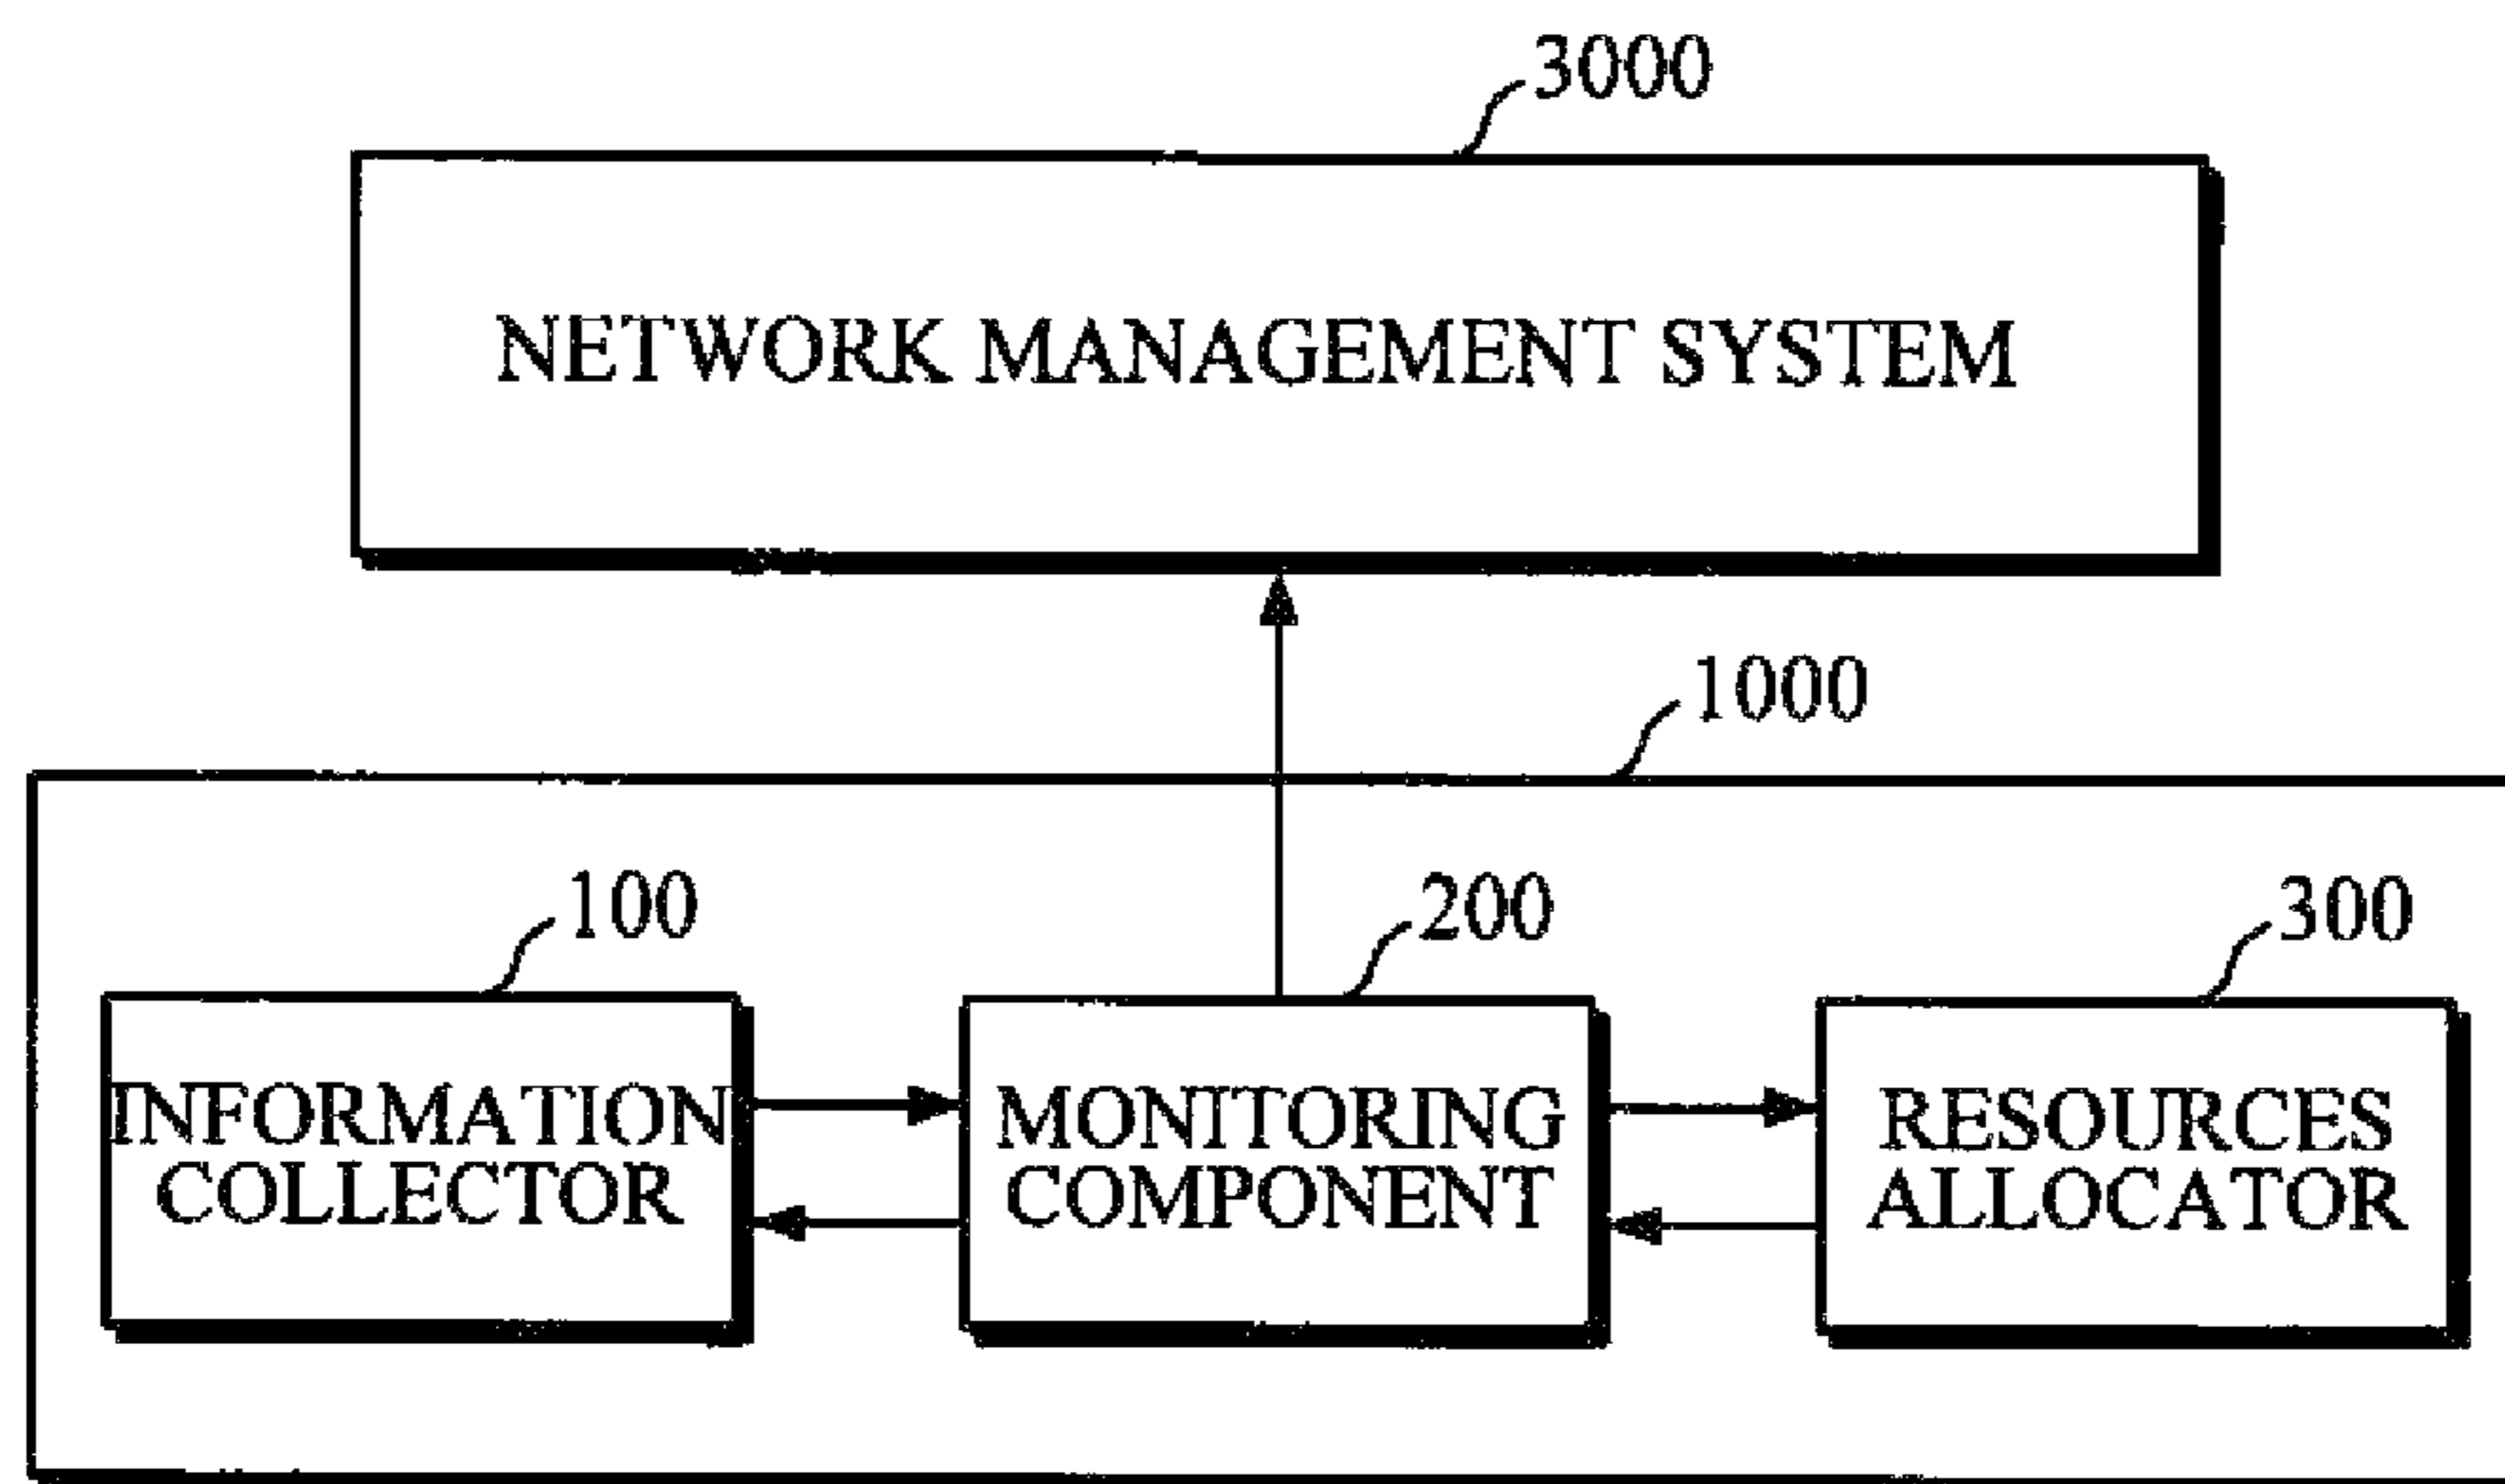 3000
NETWORK MANAGEMENT SYSTEM
1000
100
200
300
INFORMATION
COLLECTOR
MONITORING
COMPONENT
RESOURCES
ALLOCATOR